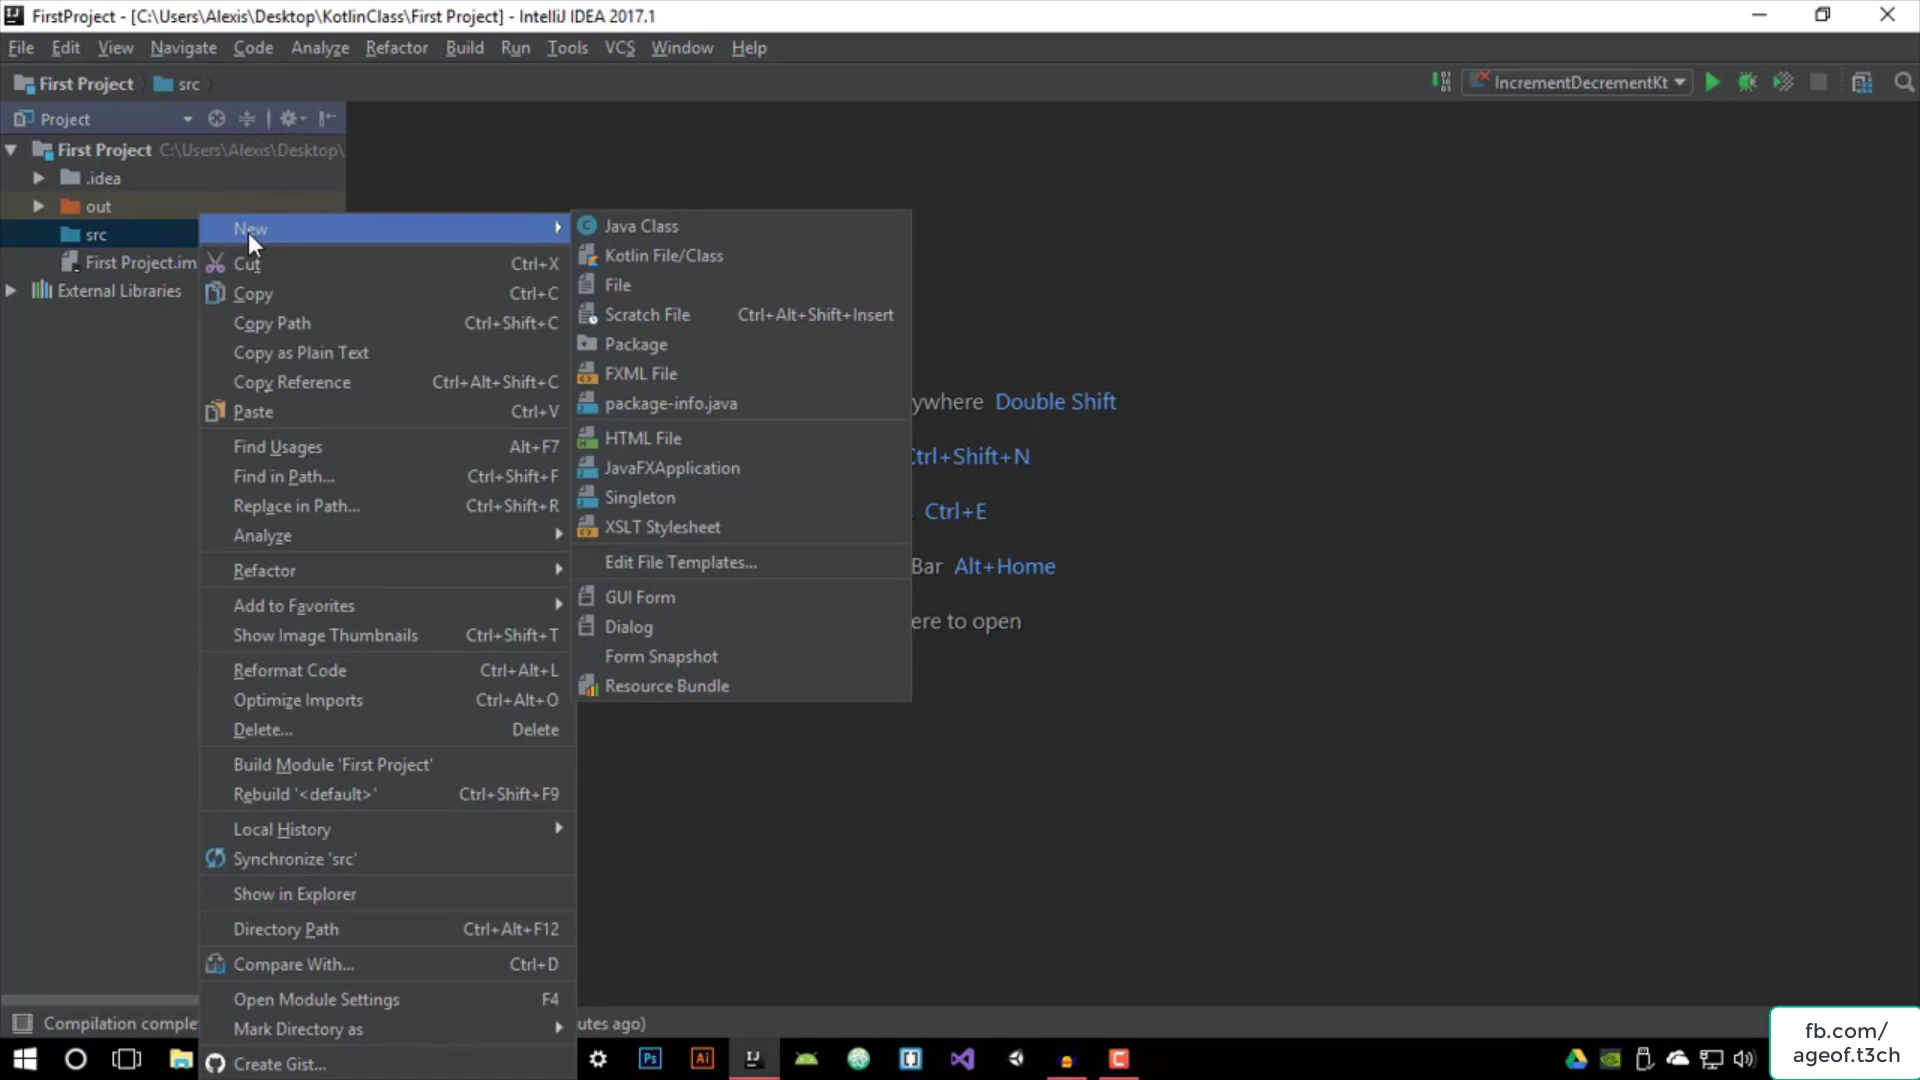 FirstProject - [C:\Users\Alexis\Desktop\KotlinClass\First Project] - IntelliJ IDEA 2017.1
File Edit View Navigate Code Analyze Refactor Build Run Tools VCS Window Help
First Project src
IncrementDecrementKt
Project
First Project C:\Users\Alexis\Desktop\
.idea
out
src
First Project.im
External Libraries
New
Cut Ctrl+X
Copy Ctrl+C
Copy Path Ctrl+Shift+C
Copy as Plain Text
Copy Reference Ctrl+Alt+Shift+C
Paste Ctrl+V
Find Usages Alt+F7
Find in Path... Ctrl+Shift+F
Replace in Path... Ctrl+Shift+R
Analyze
Refactor
Add to Favorites
Show Image Thumbnails Ctrl+Shift+T
Reformat Code Ctrl+Alt+L
Optimize Imports Ctrl+Alt+O
Delete... Delete
Build Module 'First Project'
Rebuild '<default>' Ctrl+Shift+F9
Local History
Synchronize 'src'
Show in Explorer
Directory Path Ctrl+Alt+F12
Compare With... Ctrl+D
Open Module Settings F4
Mark Directory as
Create Gist...
Java Class
Kotlin File/Class
File
Scratch File Ctrl+Alt+Shift+Insert
Package
FXML File
package-info.java
HTML File
JavaFXApplication
Singleton
XSLT Stylesheet
Edit File Templates...
GUI Form
Dialog
Form Snapshot
Resource Bundle
ywhere Double Shift
Ctrl+Shift+N
Ctrl+E
Bar Alt+Home
ere to open
Compilation comple
utes ago)
Ps
Ai
IJ
fb.com/
ageof.t3ch